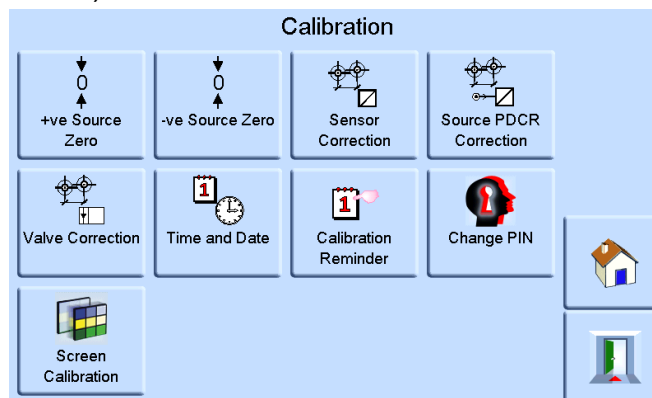 Calibration
0
+ve Source
Zero
0
-ve Source Zero
Sensor
Correction
Source PDCR
Correction
Valve Correction
1
Time and Date
1
Calibration
Reminder
Change PIN
Screen
Calibration